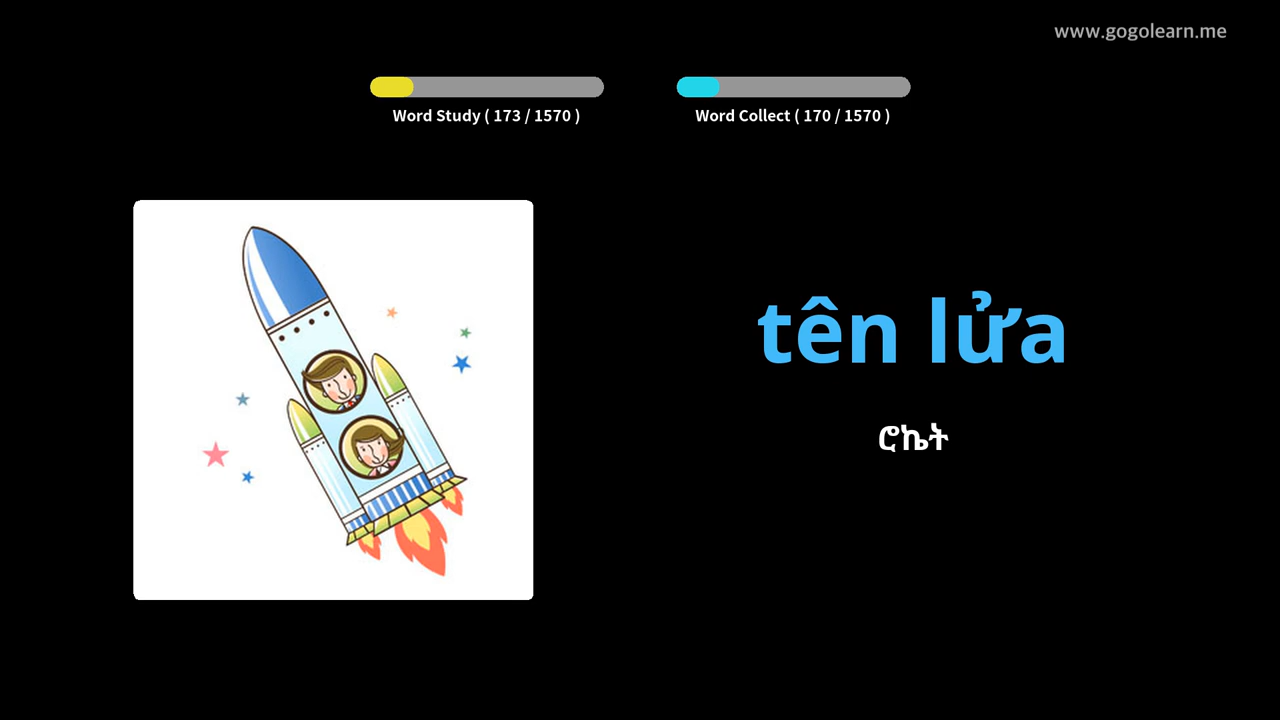 www.gogolearn.me
Word Study ( 173 / 1570 )
Word Collect ( 170 / 1570 )
tên lửa
ሮኬት